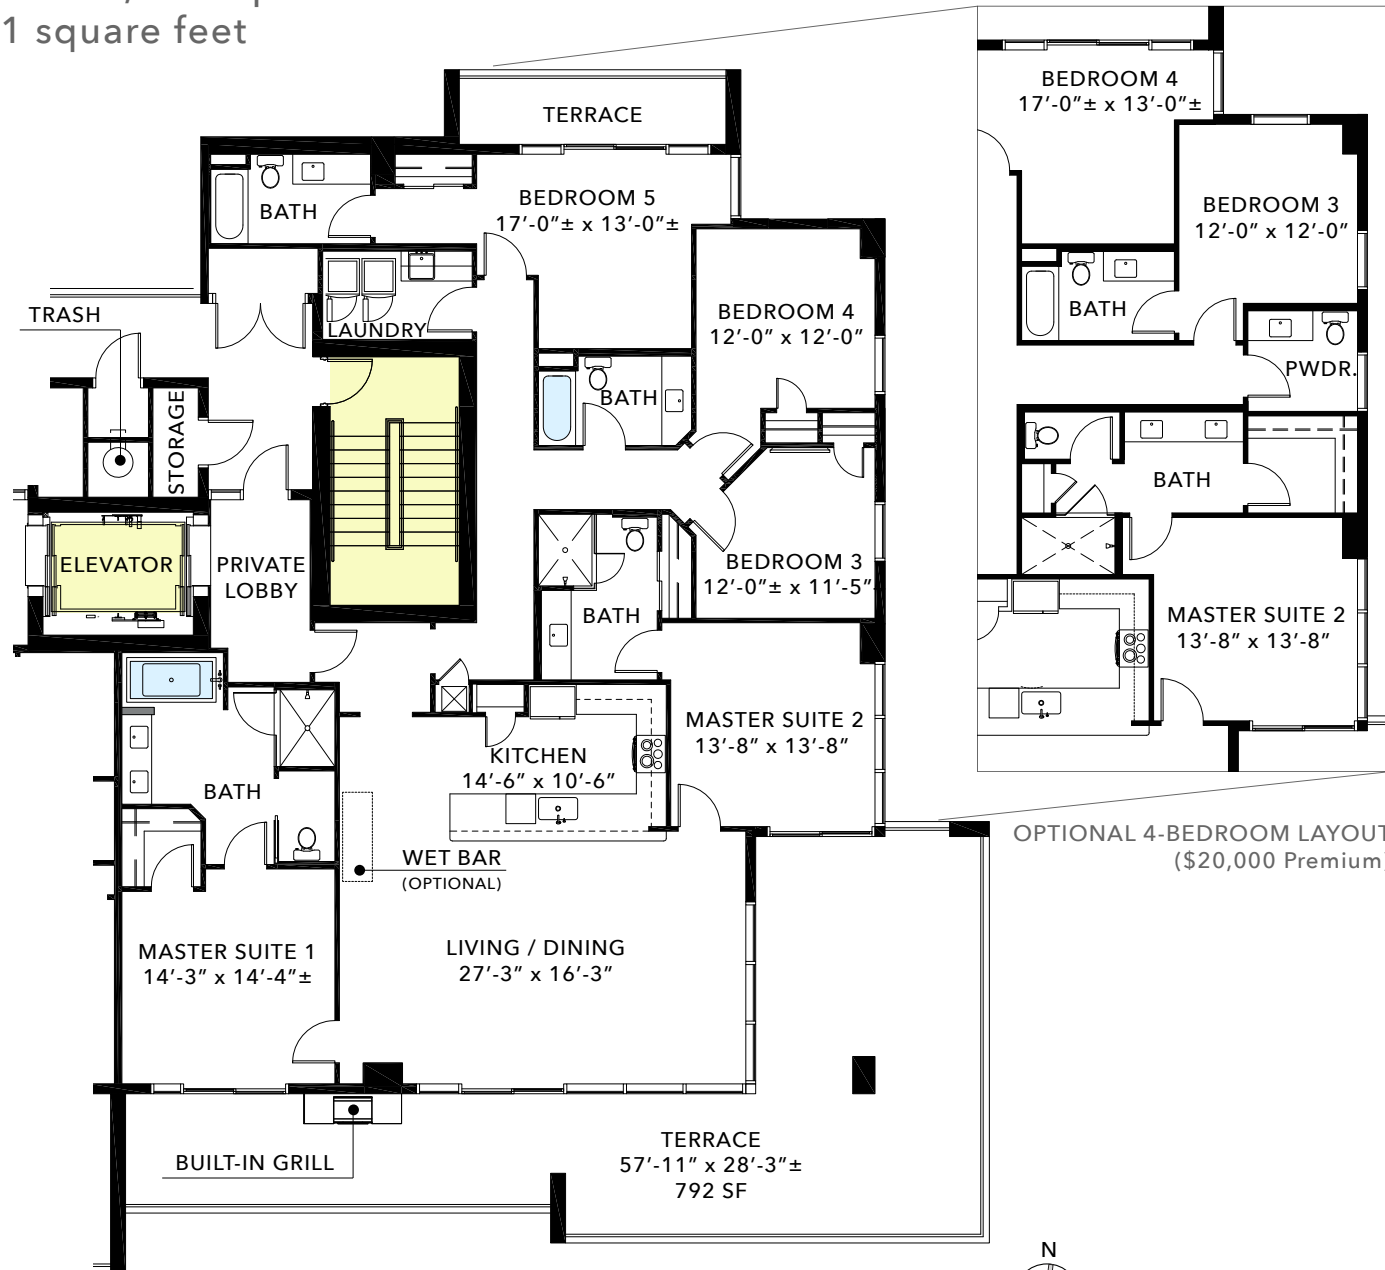 1 square feet
TERRACE
BEDROOM 5
17'-0"± x 13'-0"±
BATH
LAUNDRY
TRASH
STORAGE
BEDROOM 4
12'-0" x 12'-0"
BATH
ELEVATOR
PRIVATE
LOBBY
BEDROOM 3
12'-0"± x 11'-5"
BATH
MASTER SUITE 2
13'-8" x 13'-8"
KITCHEN
14'-6" x 10'-6"
BATH
WET BAR
(OPTIONAL)
MASTER SUITE 1
14'-3" x 14'-4"±
LIVING / DINING
27'-3" x 16'-3"
BUILT-IN GRILL
TERRACE
57'-11" x 28'-3"±
792 SF
BEDROOM 4
17'-0"± x 13'-0"±
BEDROOM 3
12'-0" x 12'-0"
BATH
PWDR.
BATH
MASTER SUITE 2
13'-8" x 13'-8"
OPTIONAL 4-BEDROOM LAYOUT
($20,000 Premium)
N